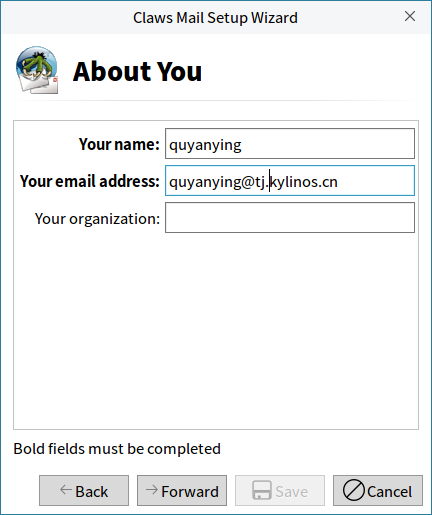 Claws Mail Setup Wizard
About You
Your name: quyanying
Your email address: quyanying@tj.kylinos.cn
Your organization:
Bold fields must be completed
Back Forward Save Cancel